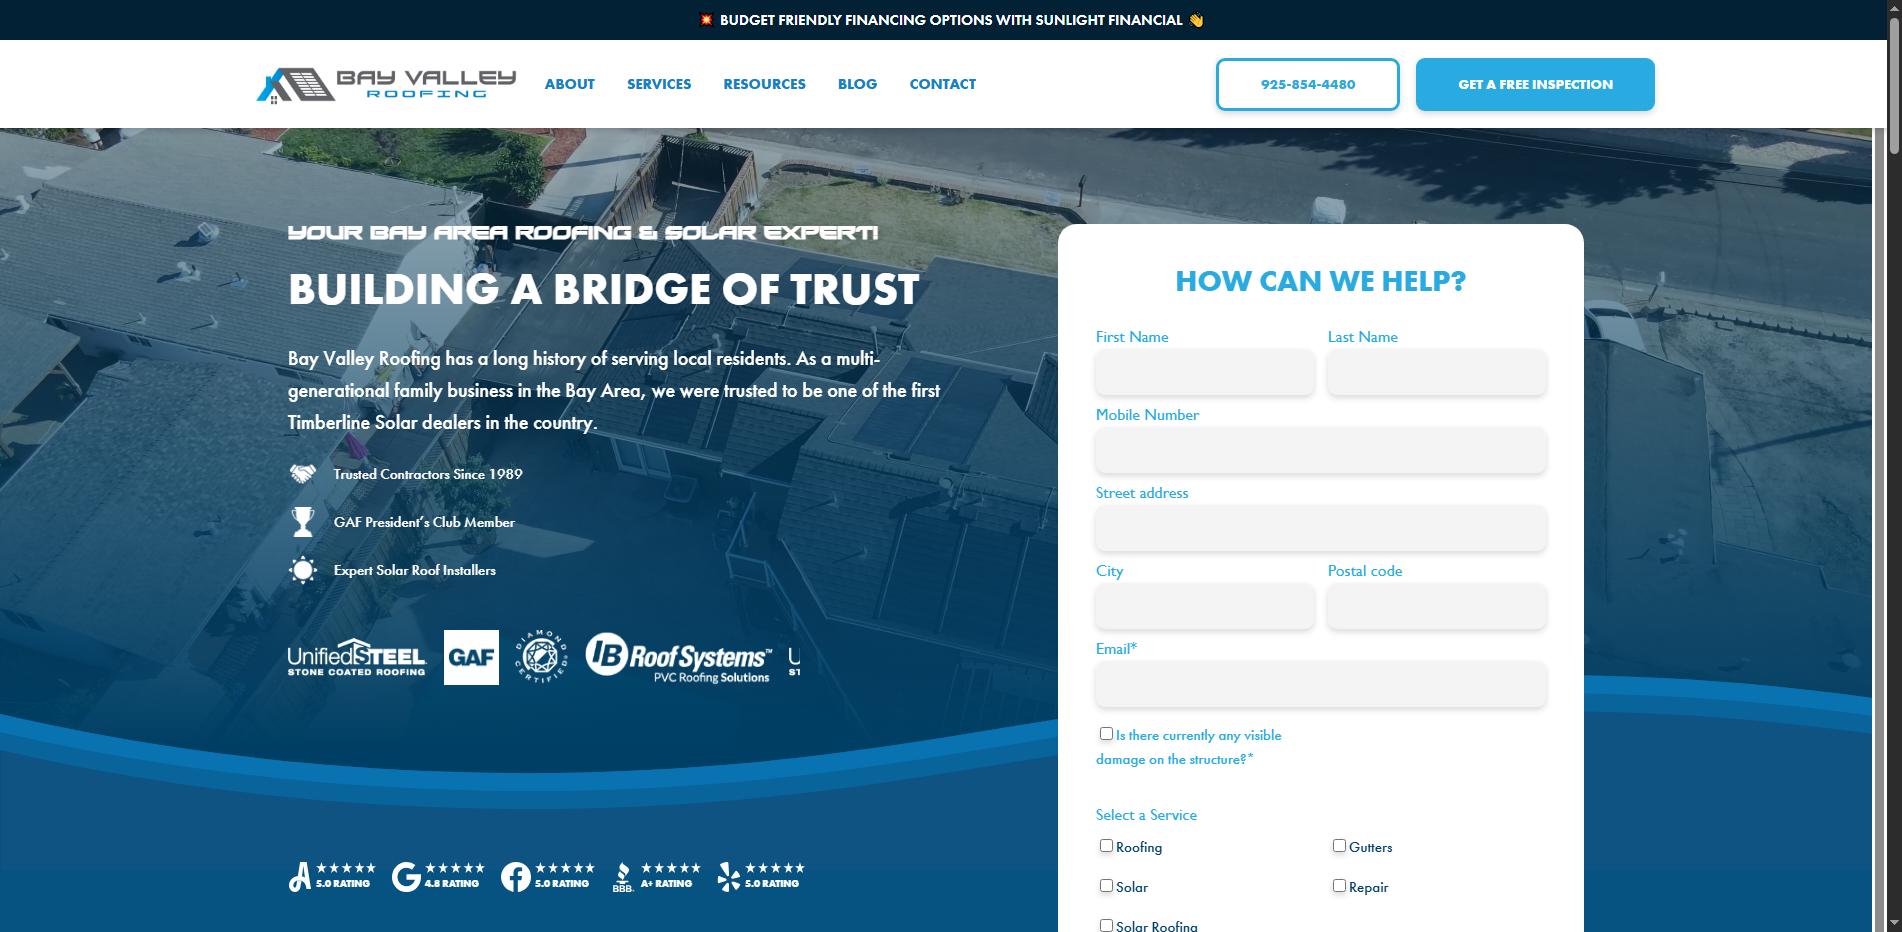 💥 BUDGET FRIENDLY FINANCING OPTIONS WITH SUNLIGHT FINANCIAL 👋
BAY VALLEY
ROOFING
ABOUT SERVICES RESOURCES BLOG CONTACT
925-854-4480
GET A FREE INSPECTION
YOUR BAY AREA ROOFING & SOLAR EXPERT!
BUILDING A BRIDGE OF TRUST
Bay Valley Roofing has a long history of serving local residents. As a multi-
generational family business in the Bay Area, we were trusted to be one of the first
Timberline Solar dealers in the country.
Trusted Contractors Since 1989
GAF President’s Club Member
Expert Solar Roof Installers
UnifiedSTEEL™
STONE COATED ROOFING
GAF
DIAMOND
CERTIFIED
IB Roof Systems™
PVC Roofing Solutions
U
ST
★★★★★
5.0 RATING
G ★★★★★
4.8 RATING
★★★★★
5.0 RATING
BBB ★★★★★
A+ RATING
★★★★★
5.0 RATING
HOW CAN WE HELP?
First Name Last Name
Mobile Number
Street address
City Postal code
Email*
Is there currently any visible
damage on the structure?*
Select a Service
Roofing Gutters
Solar Repair
Solar Roofing